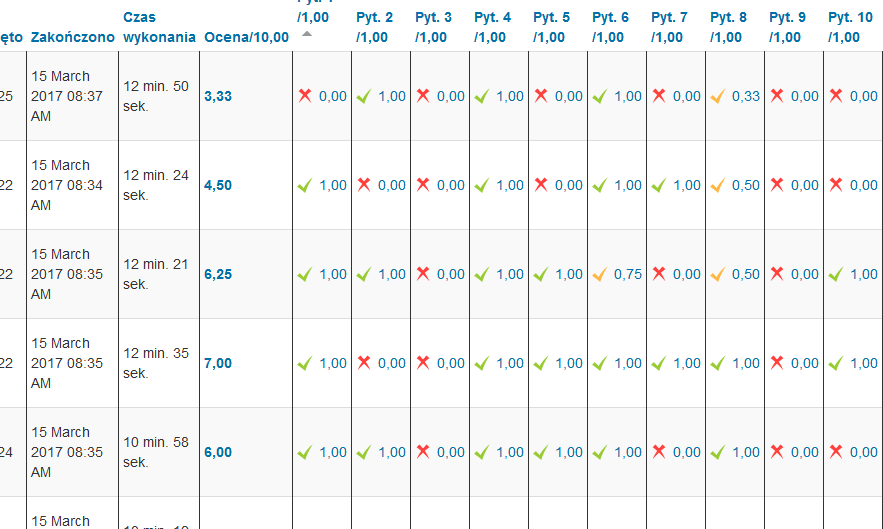 /1,00 Pyt. 2 Pyt. 3 Pyt. 4 Pyt. 5 Pyt. 6 Pyt. 7 Pyt. 8 Pyt. 9 Pyt. 10
Czas
ęto Zakończono wykonania Ocena/10,00 /1,00 /1,00 /1,00 /1,00 /1,00 /1,00 /1,00 /1,00 /1,00
15 March
12 min. 50
25 2017 08:37 3,33 0,00 1,00 0,00 1,00 0,00 1,00 0,00 0,33 0,00 0,00
sek.
AM
15 March
12 min. 24
22 2017 08:34 4,50 1,00 0,00 0,00 1,00 0,00 1,00 1,00 0,50 0,00 0,00
sek.
AM
15 March
12 min. 21
22 2017 08:35 6,25 1,00 1,00 0,00 1,00 1,00 0,75 0,00 0,50 0,00 1,00
sek.
AM
15 March
12 min. 35
22 2017 08:35 7,00 1,00 0,00 0,00 1,00 1,00 1,00 1,00 1,00 0,00 1,00
sek.
AM
15 March
10 min. 58
24 2017 08:35 6,00 1,00 1,00 0,00 1,00 1,00 1,00 0,00 1,00 0,00 0,00
sek.
AM
15 March